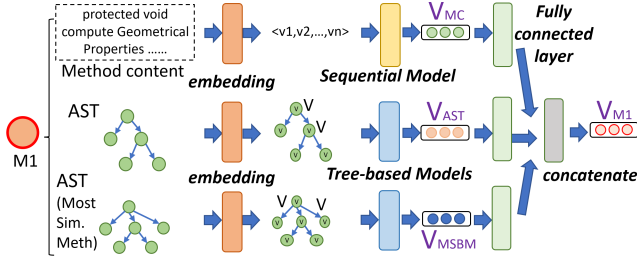 protected void
compute Geometrical
Properties ......
Method content
<v1,v2,...,vn>
VMC
Fully
connected
layer
embedding
Sequential Model
AST
V
V
v
v
v
v
v
VAST
VM1
M1
embedding
Tree-based Models
concatenate
AST
(Most
Sim.
Meth)
V
V
v
v
v
v
v
v
VMSBM